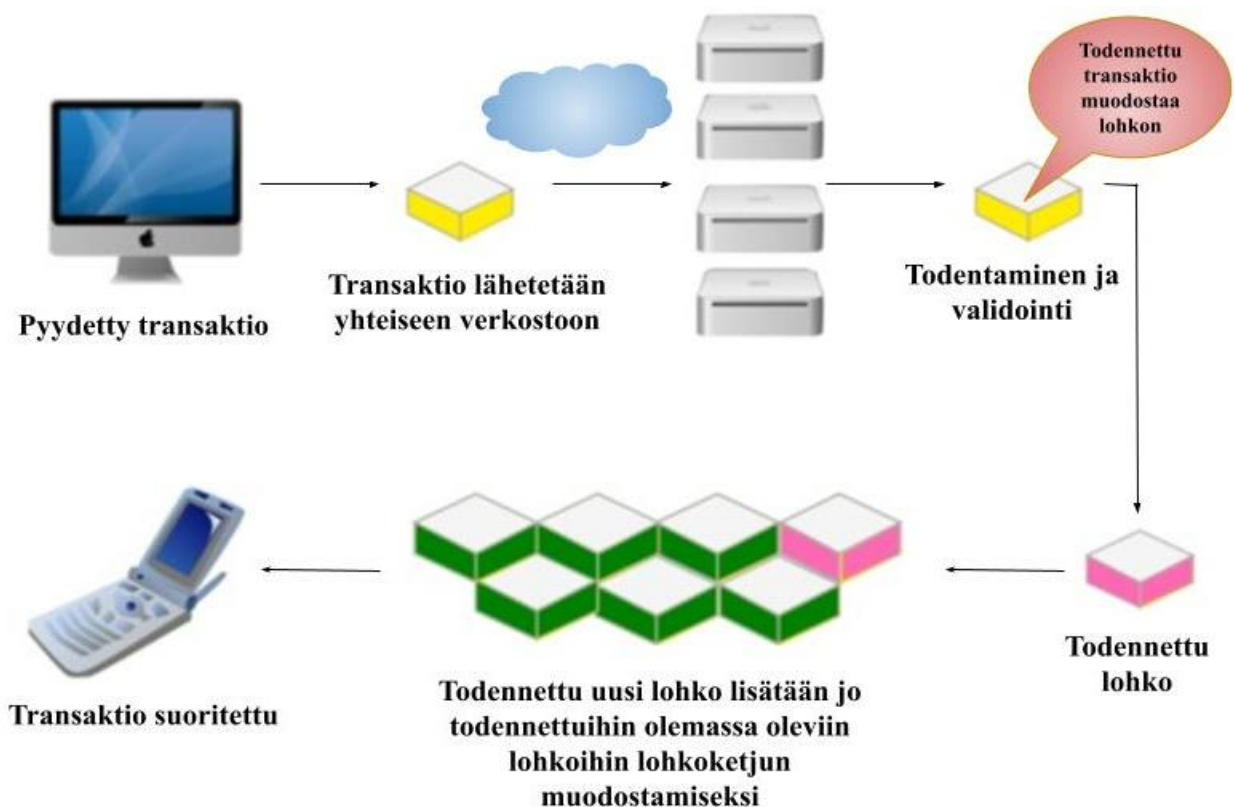 Todennettu
transaktio
muodostaa
lohkon
Pyydetty transaktio
Transaktio lähetetään
yhteiseen verkostoon
Todentaminen ja
validointi
Todennettu
lohko
Todennettu uusi lohko lisätään jo
todennettuihin olemassa oleviin
lohkoihin lohkoketjun
muodostamiseksi
Transaktio suoritettu